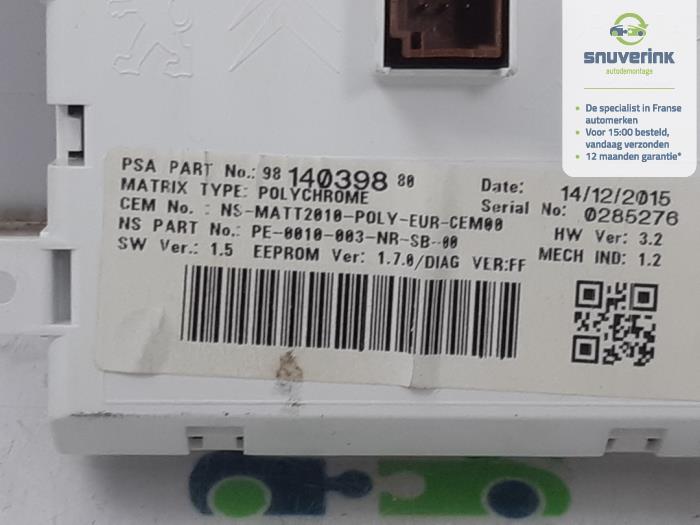 snuverink
autodemontage
• De specialist in Franse
automerken
• Voor 15:00 besteld,
vandaag verzonden
• 12 maanden garantie*
PSA PART No.: 98 140398 80
MATRIX TYPE: POLYCHROME
CEM No. : NS-MATT2010-POLY-EUR-CEM00
NS PART No.: PE-0010-003-NR-SB-00
SW Ver.: 1.5 EEPROM Ver: 1.7.0/DIAG VER:FF
Date: 14/12/2015
Serial No: 0285276
HW Ver: 3.2
MECH IND: 1.2